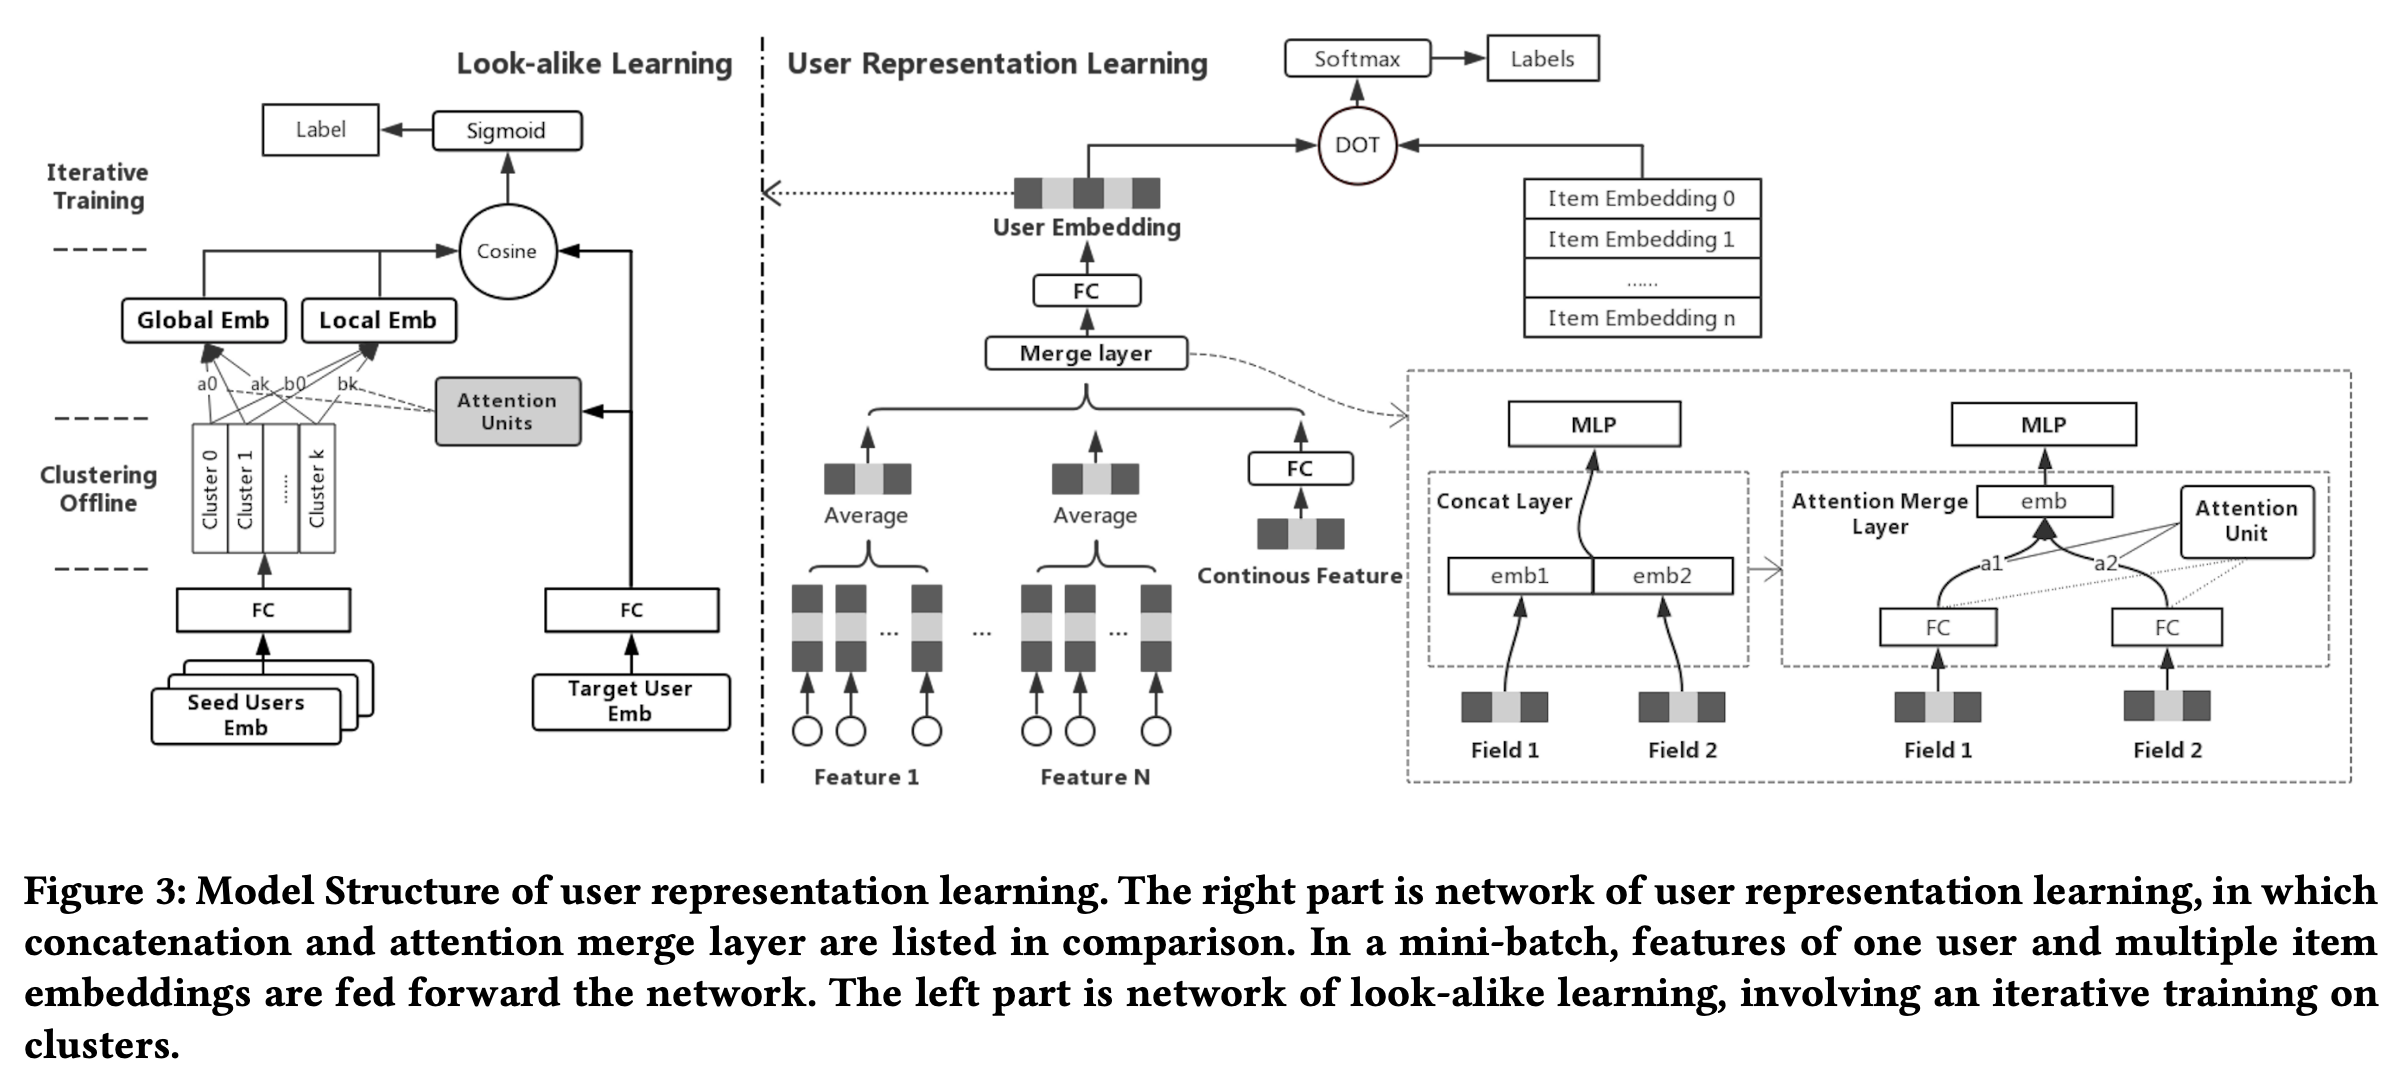 Look-alike Learning
Label
Sigmoid
Iterative
Training
Cosine
Global Emb
Local Emb
a0
ak
b0
bk
Attention
Units
Clustering
Offline
Cluster 0
Cluster 1
......
Cluster k
FC
FC
Seed Users
Emb
Target User
Emb
User Representation Learning
Softmax
Labels
DOT
User Embedding
Item Embedding 0
Item Embedding 1
......
Item Embedding n
FC
Merge layer
FC
Average
Average
Continous Feature
...
...
...
Feature 1
Feature N
MLP
Concat Layer
emb1
emb2
Field 1
Field 2
MLP
Attention Merge
Layer
emb
Attention
Unit
a1
a2
FC
FC
Field 1
Field 2
Figure 3: Model Structure of user representation learning. The right part is network of user representation learning, in which
concatenation and attention merge layer are listed in comparison. In a mini-batch, features of one user and multiple item
embeddings are fed forward the network. The left part is network of look-alike learning, involving an iterative training on
clusters.